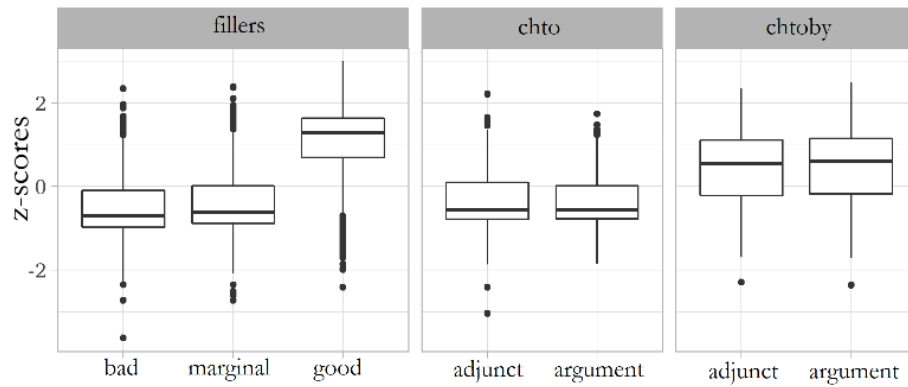 fillers chto chtoby
z-scores
2
0
-2
bad marginal good adjunct argument adjunct argument